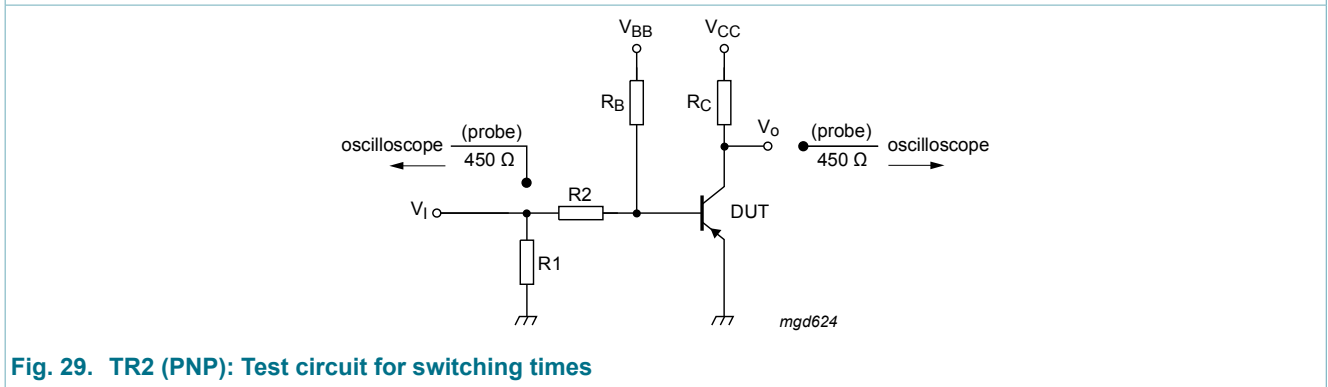 VBB
VCC
RB
RC
Vo
(probe)
450 Ω
oscilloscope
(probe)
450 Ω
oscilloscope
VI
R2
DUT
R1
mgd624
Fig. 29. TR2 (PNP): Test circuit for switching times